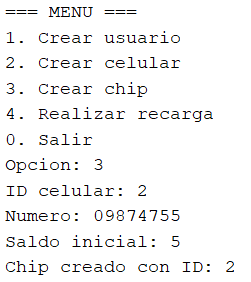 === MENU ===
1. Crear usuario
2. Crear celular
3. Crear chip
4. Realizar recarga
0. Salir
Opcion: 3
ID celular: 2
Numero: 09874755
Saldo inicial: 5
Chip creado con ID: 2